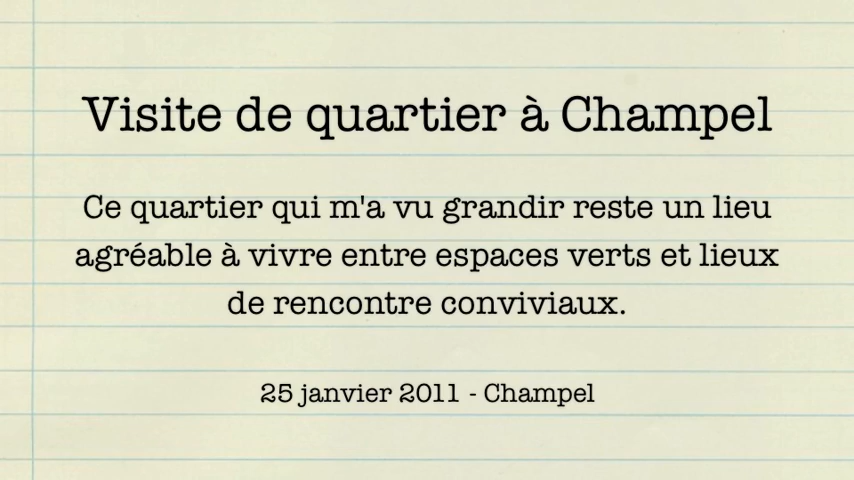 Visite de quartier à Champel
Ce quartier qui m'a vu grandir reste un lieu
agréable à vivre entre espaces verts et lieux
de rencontre conviviaux.
25 janvier 2011 - Champel